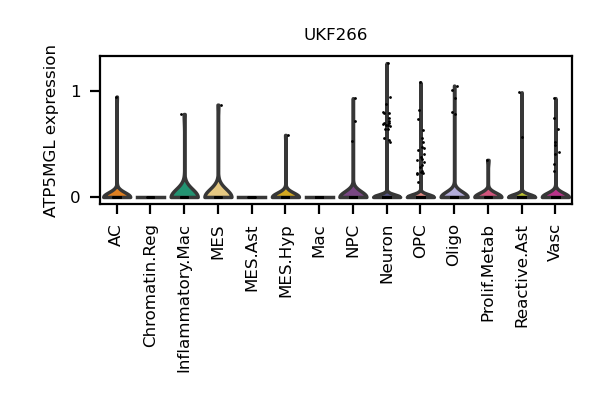 UKF266
ATP5MGL expression
1
0
AC
Chromatin.Reg
Inflammatory.Mac
MES
MES.Ast
MES.Hyp
Mac
NPC
Neuron
OPC
Oligo
Prolif.Metab
Reactive.Ast
Vasc